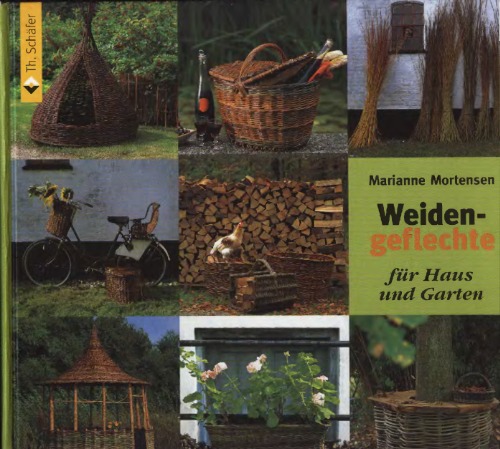 Th. Schäfer
Marianne Mortensen
Weiden-
geflechte
für Haus
und Garten